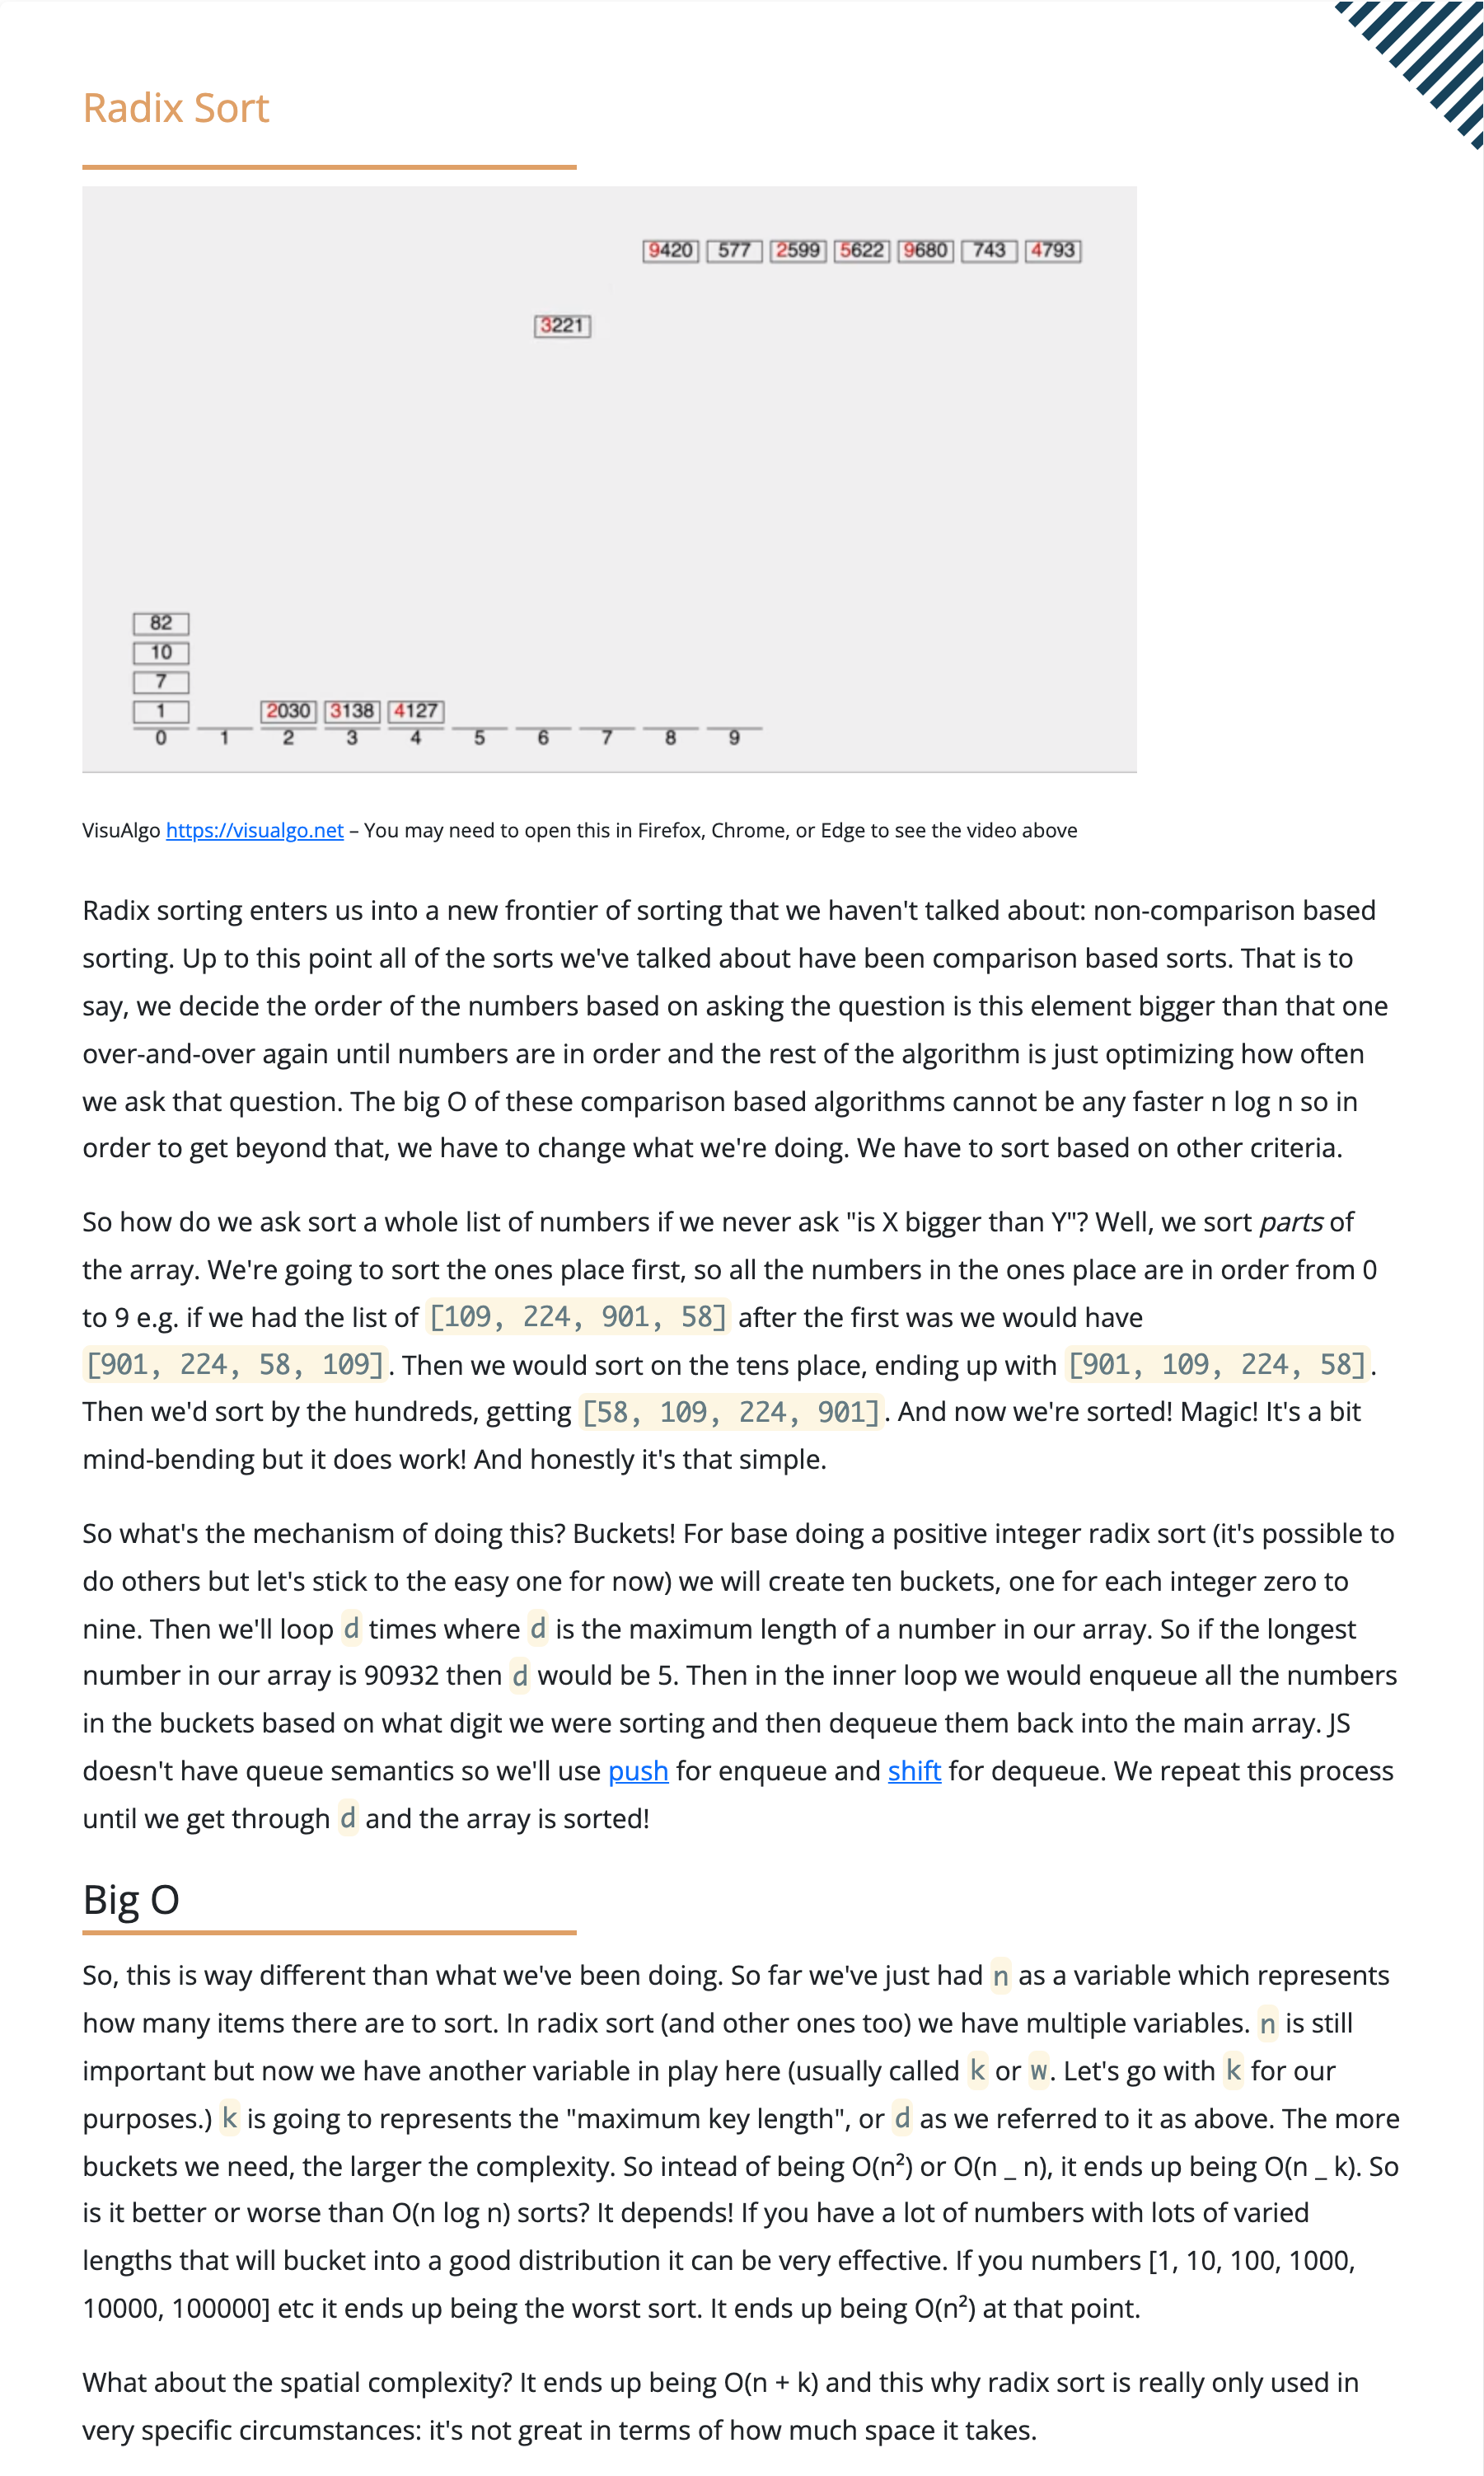 Radix Sort
9420 577 2599 5622 9680 743 4793
3221
82
10
7
1 2030 3138 4127
0 1 2 3 4 5 6 7 8 9
VisuAlgo https://visualgo.net – You may need to open this in Firefox, Chrome, or Edge to see the video above
Radix sorting enters us into a new frontier of sorting that we haven't talked about: non-comparison based
sorting. Up to this point all of the sorts we've talked about have been comparison based sorts. That is to
say, we decide the order of the numbers based on asking the question is this element bigger than that one
over-and-over again until numbers are in order and the rest of the algorithm is just optimizing how often
we ask that question. The big O of these comparison based algorithms cannot be any faster n log n so in
order to get beyond that, we have to change what we're doing. We have to sort based on other criteria.
So how do we ask sort a whole list of numbers if we never ask "is X bigger than Y"? Well, we sort parts of
the array. We're going to sort the ones place first, so all the numbers in the ones place are in order from 0
to 9 e.g. if we had the list of [109, 224, 901, 58] after the first was we would have
[901, 224, 58, 109]. Then we would sort on the tens place, ending up with [901, 109, 224, 58].
Then we'd sort by the hundreds, getting [58, 109, 224, 901]. And now we're sorted! Magic! It's a bit
mind-bending but it does work! And honestly it's that simple.
So what's the mechanism of doing this? Buckets! For base doing a positive integer radix sort (it's possible to
do others but let's stick to the easy one for now) we will create ten buckets, one for each integer zero to
nine. Then we'll loop d times where d is the maximum length of a number in our array. So if the longest
number in our array is 90932 then d would be 5. Then in the inner loop we would enqueue all the numbers
in the buckets based on what digit we were sorting and then dequeue them back into the main array. JS
doesn't have queue semantics so we'll use push for enqueue and shift for dequeue. We repeat this process
until we get through d and the array is sorted!
Big O
So, this is way different than what we've been doing. So far we've just had n as a variable which represents
how many items there are to sort. In radix sort (and other ones too) we have multiple variables. n is still
important but now we have another variable in play here (usually called k or w. Let's go with k for our
purposes.) k is going to represents the "maximum key length", or d as we referred to it as above. The more
buckets we need, the larger the complexity. So intead of being O(n²) or O(n _ n), it ends up being O(n _ k). So
is it better or worse than O(n log n) sorts? It depends! If you have a lot of numbers with lots of varied
lengths that will bucket into a good distribution it can be very effective. If you numbers [1, 10, 100, 1000,
10000, 100000] etc it ends up being the worst sort. It ends up being O(n²) at that point.
What about the spatial complexity? It ends up being O(n + k) and this why radix sort is really only used in
very specific circumstances: it's not great in terms of how much space it takes.